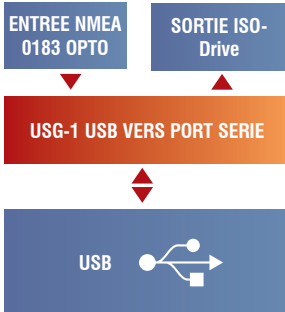 ENTREE NMEA
0183 OPTO
SORTIE ISO-
Drive
USG-1 USB VERS PORT SERIE
USB